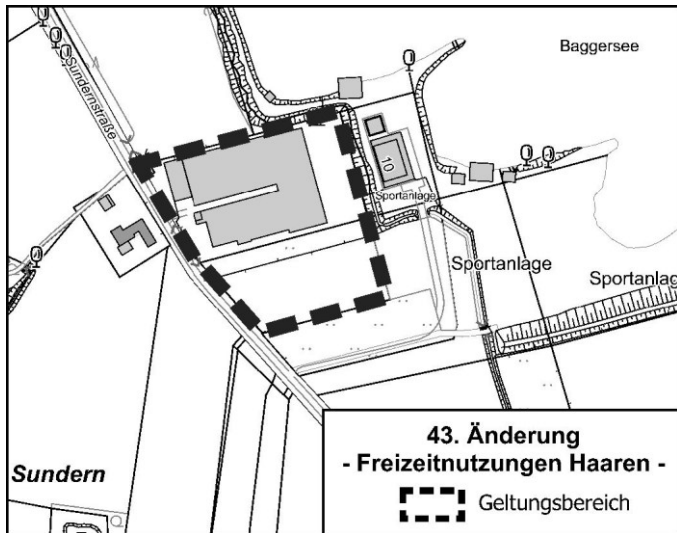 Baggersee
Sundernstraße
10
Sportanlage
Sportanlage
Sportanlag
Sundern
43. Änderung
- Freizeitnutzungen Haaren -
Geltungsbereich